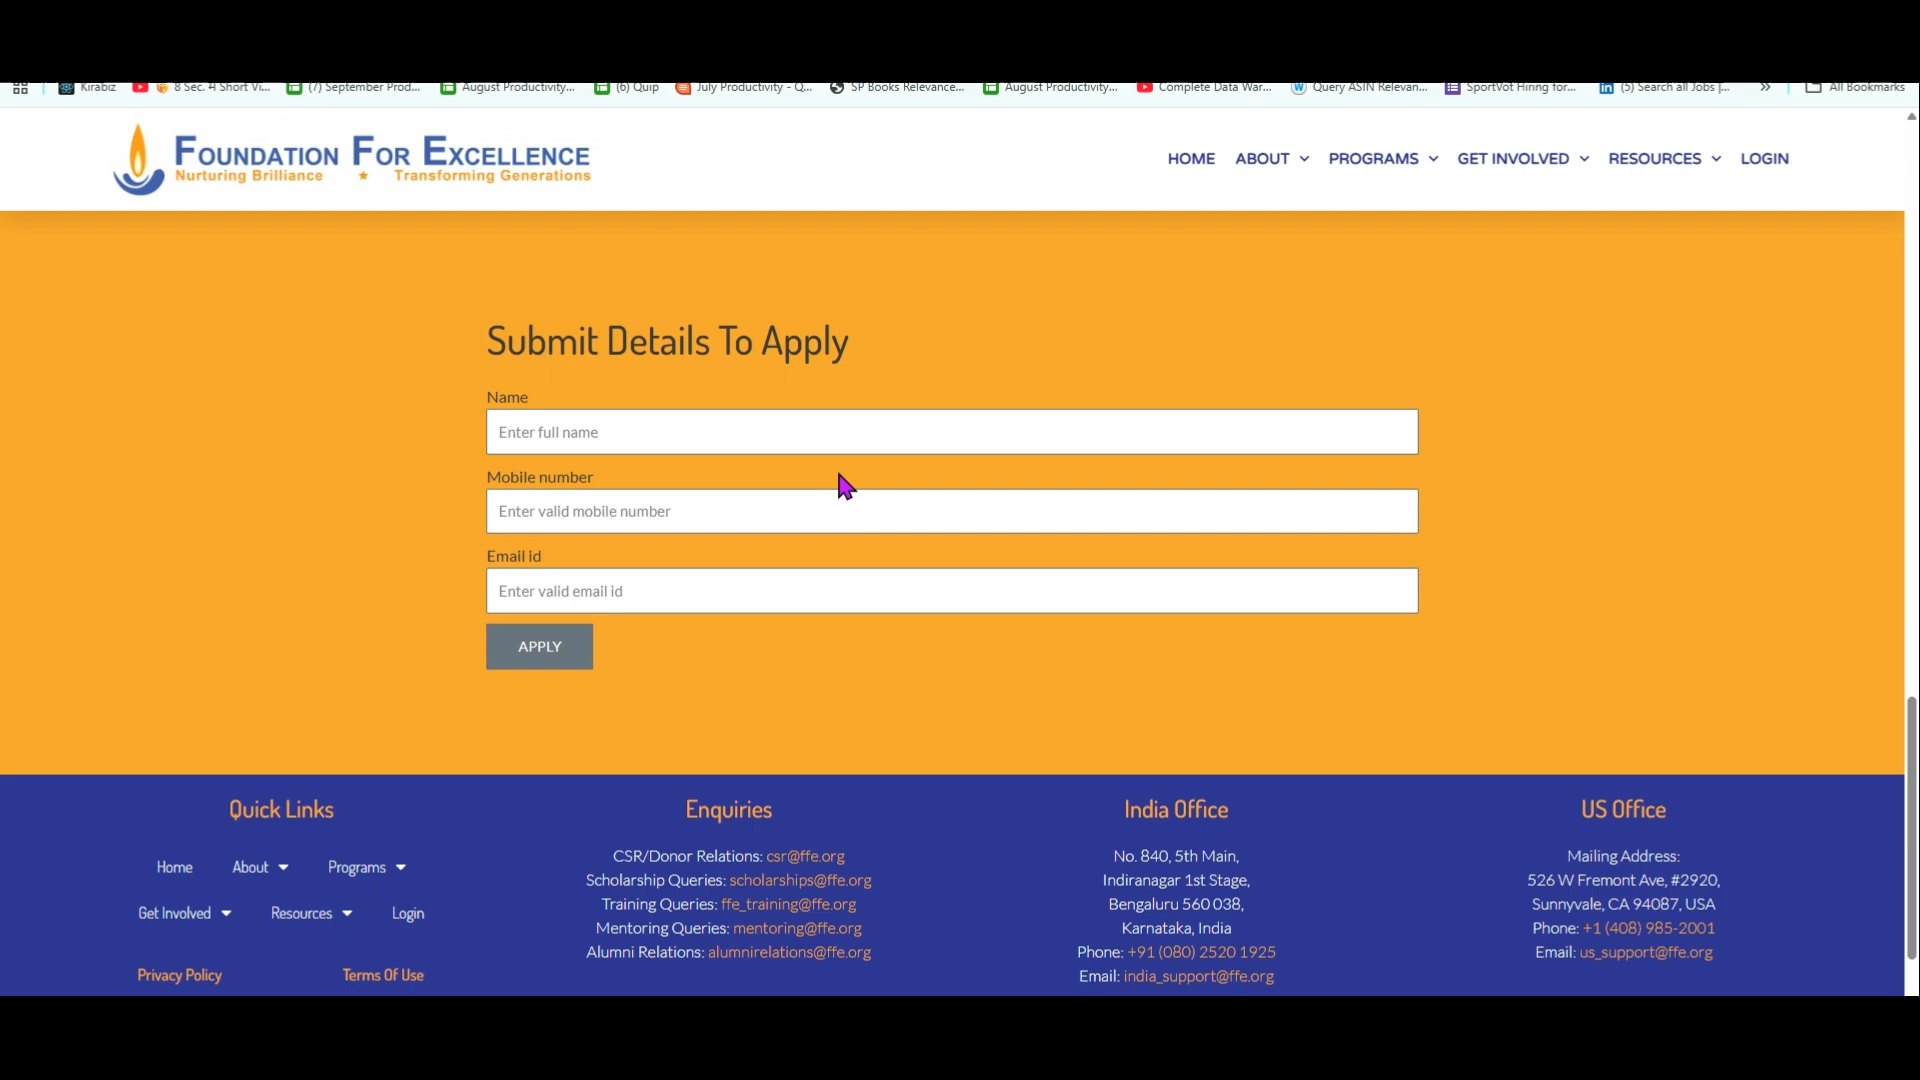 Kirabiz
8 Sec. Short Vi...
(7) September Prod...
August Productivity...
(6) Quip
July Productivity - Q...
SP Books Relevance...
August Productivity...
Complete Data War...
Query ASIN Relevan...
SportVot Hiring for...
(5) Search all Jobs |...
All Bookmarks
FOUNDATION FOR EXCELLENCE
Nurturing Brilliance ★ Transforming Generations
HOME
ABOUT
PROGRAMS
GET INVOLVED
RESOURCES
LOGIN
Submit Details To Apply
Name
Enter full name
Mobile number
Enter valid mobile number
Email id
Enter valid email id
APPLY
Quick Links
Home About Programs
Get Involved Resources Login
Privacy Policy Terms Of Use
Enquiries
CSR/Donor Relations: csr@ffe.org
Scholarship Queries: scholarships@ffe.org
Training Queries: ffe_training@ffe.org
Mentoring Queries: mentoring@ffe.org
Alumni Relations: alumnirelations@ffe.org
India Office
No. 840, 5th Main,
Indiranagar 1st Stage,
Bengaluru 560 038,
Karnataka, India
Phone: +91 (080) 2520 1925
Email: india_support@ffe.org
US Office
Mailing Address:
526 W Fremont Ave, #2920,
Sunnyvale, CA 94087, USA
Phone: +1 (408) 985-2001
Email: us_support@ffe.org